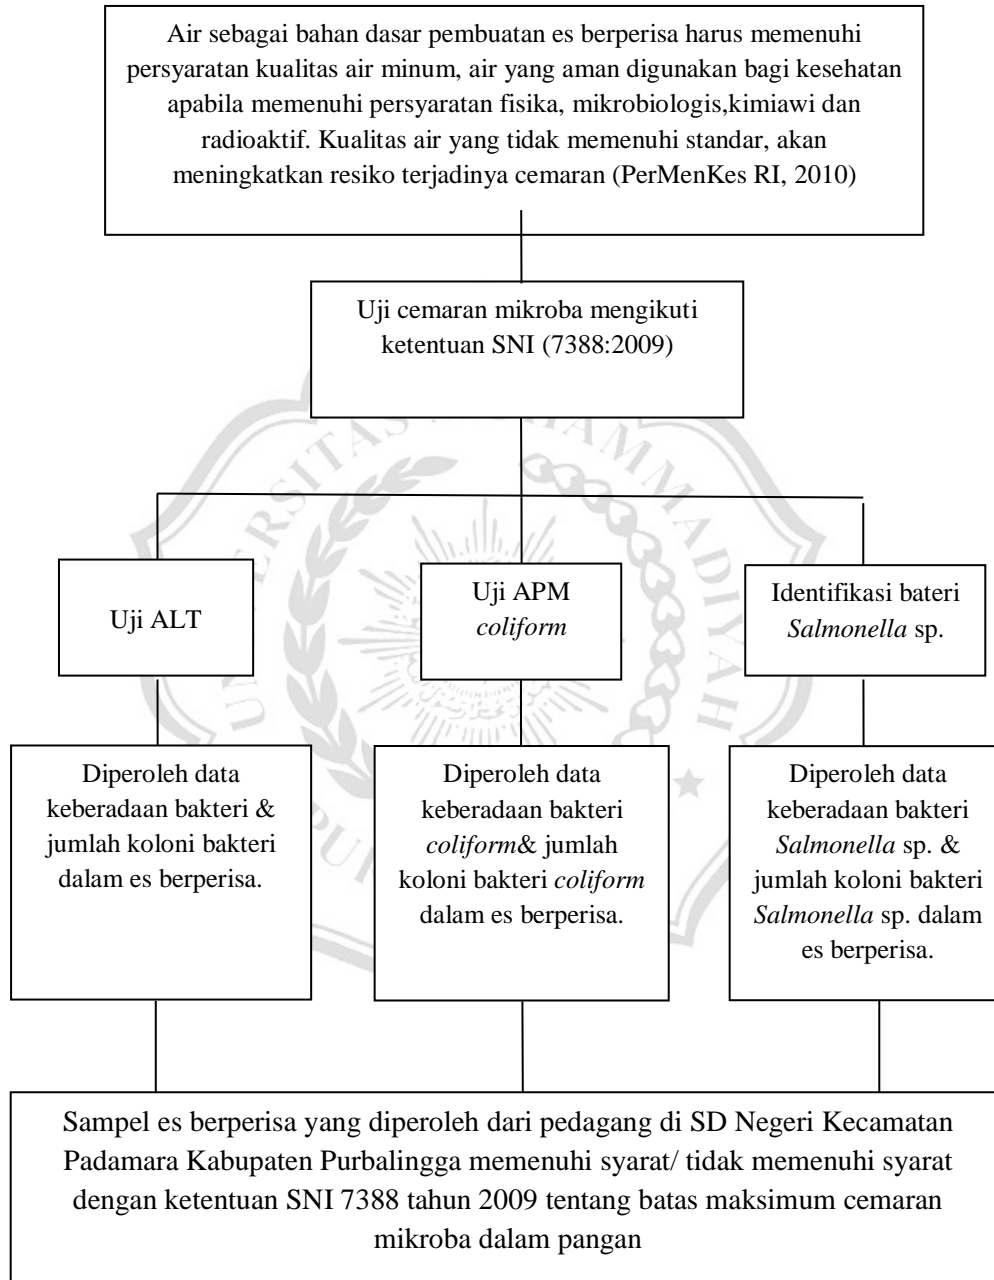 Air sebagai bahan dasar pembuatan es berperisa harus memenuhi
persyaratan kualitas air minum, air yang aman digunakan bagi kesehatan
apabila memenuhi persyaratan fisika, mikrobiologis,kimiawi dan
radioaktif. Kualitas air yang tidak memenuhi standar, akan
meningkatkan resiko terjadinya cemaran (PerMenKes RI, 2010)
Uji cemaran mikroba mengikuti
ketentuan SNI (7388:2009)
Uji ALT
Uji APM
coliform
Identifikasi bateri
Salmonella sp.
Diperoleh data
keberadaan bakteri &
jumlah koloni bakteri
dalam es berperisa.
Diperoleh data
keberadaan bakteri
coliform& jumlah
koloni bakteri coliform
dalam es berperisa.
Diperoleh data
keberadaan bakteri
Salmonella sp. &
jumlah koloni bakteri
Salmonella sp. dalam
es berperisa.
Sampel es berperisa yang diperoleh dari pedagang di SD Negeri Kecamatan
Padamara Kabupaten Purbalingga memenuhi syarat/ tidak memenuhi syarat
dengan ketentuan SNI 7388 tahun 2009 tentang batas maksimum cemaran
mikroba dalam pangan